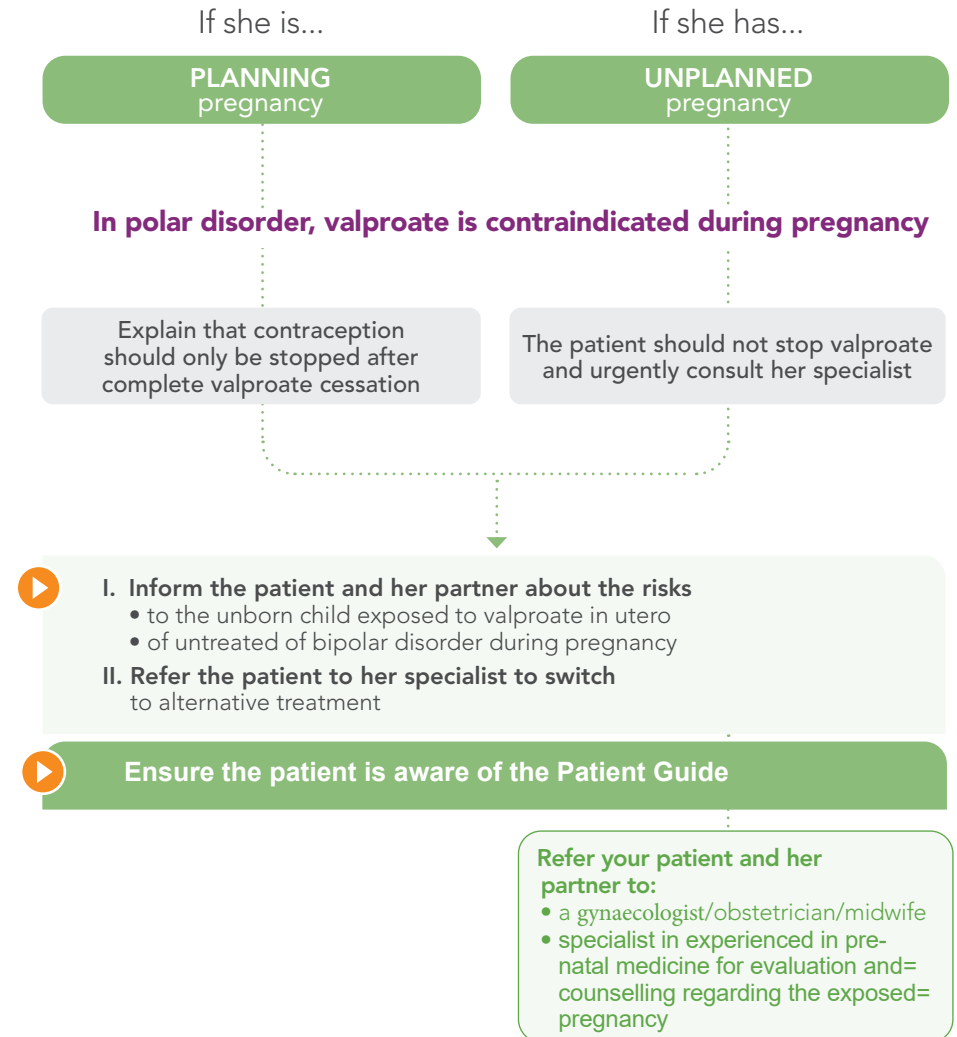 If she is...
If she has...
PLANNING
pregnancy
UNPLANNED
pregnancy
In polar disorder, valproate is contraindicated during pregnancy
Explain that contraception
should only be stopped after
complete valproate cessation
The patient should not stop valproate
and urgently consult her specialist
I. Inform the patient and her partner about the risks
• to the unborn child exposed to valproate in utero
• of untreated of bipolar disorder during pregnancy
II. Refer the patient to her specialist to switch
to alternative treatment
Ensure the patient is aware of the Patient Guide
Refer your patient and her
partner to:
• a gynaecologist/obstetrician/midwife
• specialist in experienced in pre-
natal medicine for evaluation and=
counselling regarding the exposed=
pregnancy